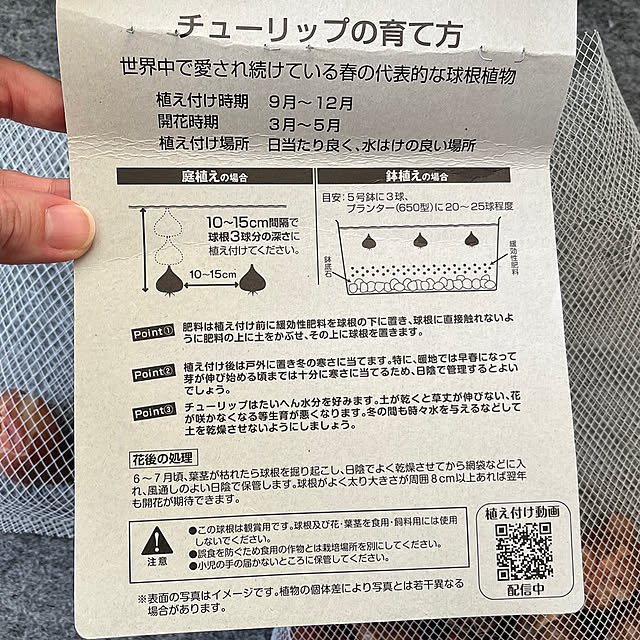 チューリップの育て方
世界中で愛され続けている春の代表的な球根植物
植え付け時期 9月～12月
開花時期 3月～5月
植え付け場所 日当たり良く、水はけの良い場所
庭植えの場合
10～15cm間隔で
球根3球分の深さに
植え付けてください。
10～15cm
鉢植えの場合
目安：5号鉢に3球、
プランター(650型)に20～25球程度
鉢底石
緩効性肥料
Point① 肥料は植え付け前に緩効性肥料を球根の下に置き、球根に直接触れないよ
うに肥料の上に土をかぶせ、その上に球根を置きます。
Point② 植え付け後は戸外に置き冬の寒さに当てます。特に、暖地では早春になって
芽が伸び始める頃までは十分に寒さに当てるため、日陰で管理するとよい
でしょう。
Point③ チューリップはたいへん水分を好みます。土が乾くと草丈が伸びない、花
が咲かなくなる等生育が悪くなります。冬の間も時々水を与えるなどして
土を乾燥させないようにしましょう。
花後の処理
6～7月頃、葉茎が枯れたら球根を掘り起こし、日陰でよく乾燥させてから網袋などに入
れ、風通しのよい日陰で保管します。球根がよく太り大きさが周囲8cm以上あれば翌年
も開花が期待できます。
注意
●この球根は観賞用です。球根及び花・葉茎を食用・飼料用には使用
しないでください。
●誤食を防ぐため食用の作物とは栽培場所を別にしてください。
●小児の手の届かないところに保管してください。
植え付け動画
配信中
※表面の写真はイメージです。植物の個体差により写真とは若干異なる
場合があります。